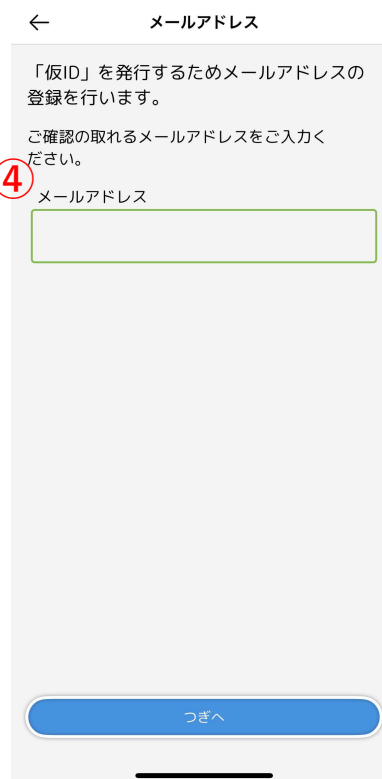 ← メールアドレス
「仮ID」を発行するためメールアドレスの
登録を行います。
ご確認の取れるメールアドレスをご入力く
ださい。
④
メールアドレス
つぎへ